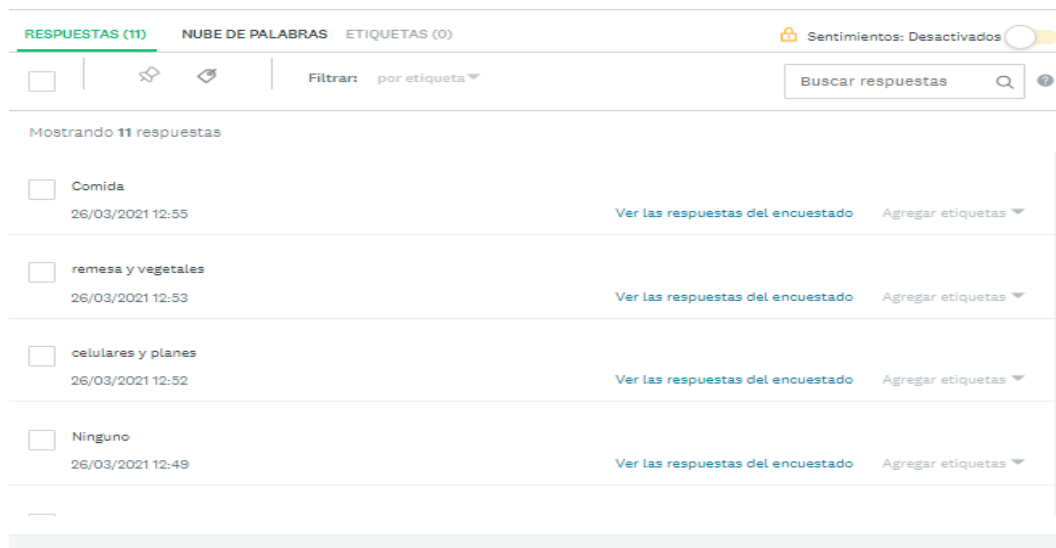 RESPUESTAS (11) NUBE DE PALABRAS ETIQUETAS (0) Sentimientos: Desactivados
Filtrar: por etiqueta Buscar respuestas
Mostrando 11 respuestas
Comida
26/03/2021 12:55 Ver las respuestas del encuestado Agregar etiquetas
remesa y vegetales
26/03/2021 12:53 Ver las respuestas del encuestado Agregar etiquetas
celulares y planes
26/03/2021 12:52 Ver las respuestas del encuestado Agregar etiquetas
Ninguno
26/03/2021 12:49 Ver las respuestas del encuestado Agregar etiquetas